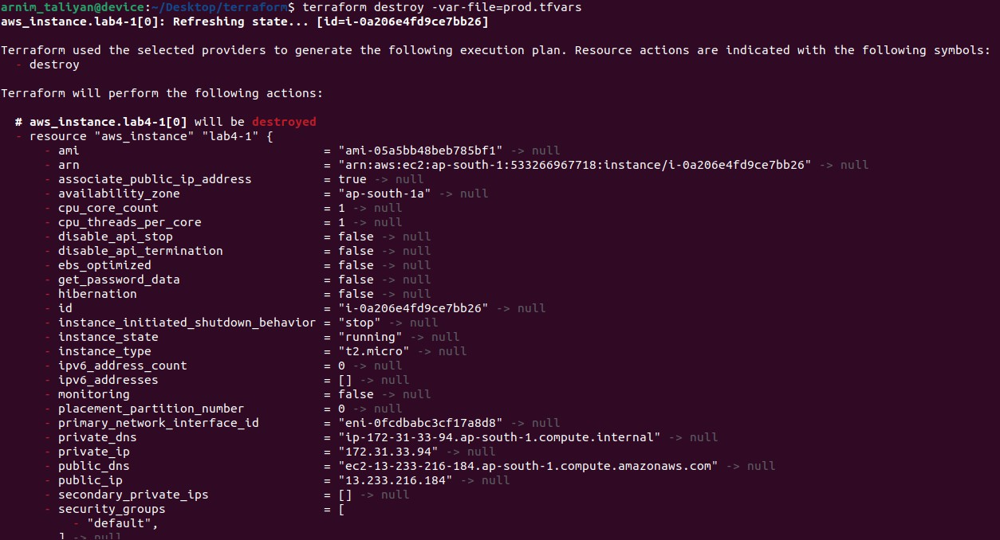 arnim_taliyan@device:~/Desktop/terraform$ terraform destroy -var-file=prod.tfvars
aws_instance.lab4-1[0]: Refreshing state... [id=i-0a206e4fd9ce7bb26]
Terraform used the selected providers to generate the following execution plan. Resource actions are indicated with the following symbols:
- destroy
Terraform will perform the following actions:
# aws_instance.lab4-1[0] will be destroyed
- resource "aws_instance" "lab4-1" {
- ami = "ami-05a5bb48beb785bf1" -> null
- arn = "arn:aws:ec2:ap-south-1:533266967718:instance/i-0a206e4fd9ce7bb26" -> null
- associate_public_ip_address = true -> null
- availability_zone = "ap-south-1a" -> null
- cpu_core_count = 1 -> null
- cpu_threads_per_core = 1 -> null
- disable_api_stop = false -> null
- disable_api_termination = false -> null
- ebs_optimized = false -> null
- get_password_data = false -> null
- hibernation = false -> null
- id = "i-0a206e4fd9ce7bb26" -> null
- instance_initiated_shutdown_behavior = "stop" -> null
- instance_state = "running" -> null
- instance_type = "t2.micro" -> null
- ipv6_address_count = 0 -> null
- ipv6_addresses = [] -> null
- monitoring = false -> null
- placement_partition_number = 0 -> null
- primary_network_interface_id = "eni-0fcdbabc3cf17a8d8" -> null
- private_dns = "ip-172-31-33-94.ap-south-1.compute.internal" -> null
- private_ip = "172.31.33.94" -> null
- public_dns = "ec2-13-233-216-184.ap-south-1.compute.amazonaws.com" -> null
- public_ip = "13.233.216.184" -> null
- secondary_private_ips = [] -> null
- security_groups = [
- "default",
] -> null